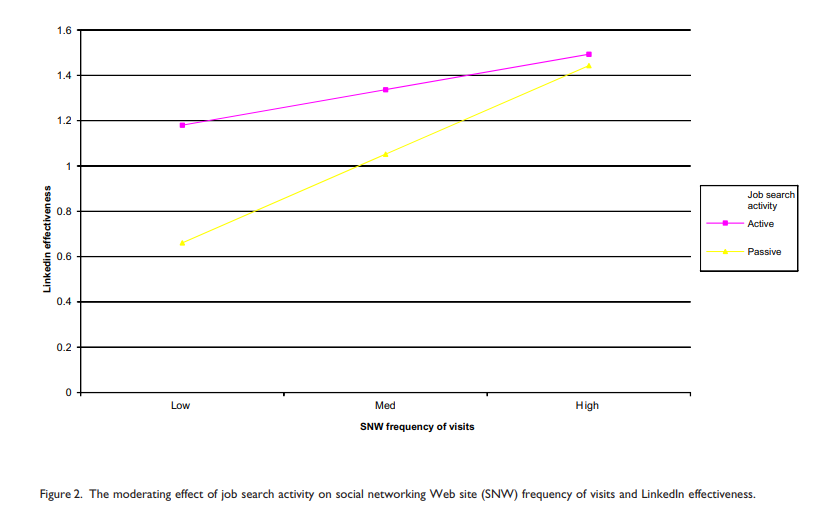 1.6
1.4
1.2
1
0.8
0.6
0.4
0.2
0
LinkedIn effectiveness
Low Med High
SNW frequency of visits
Job search
activity
Active
Passive
Figure 2. The moderating effect of job search activity on social networking Web site (SNW) frequency of visits and LinkedIn effectiveness.